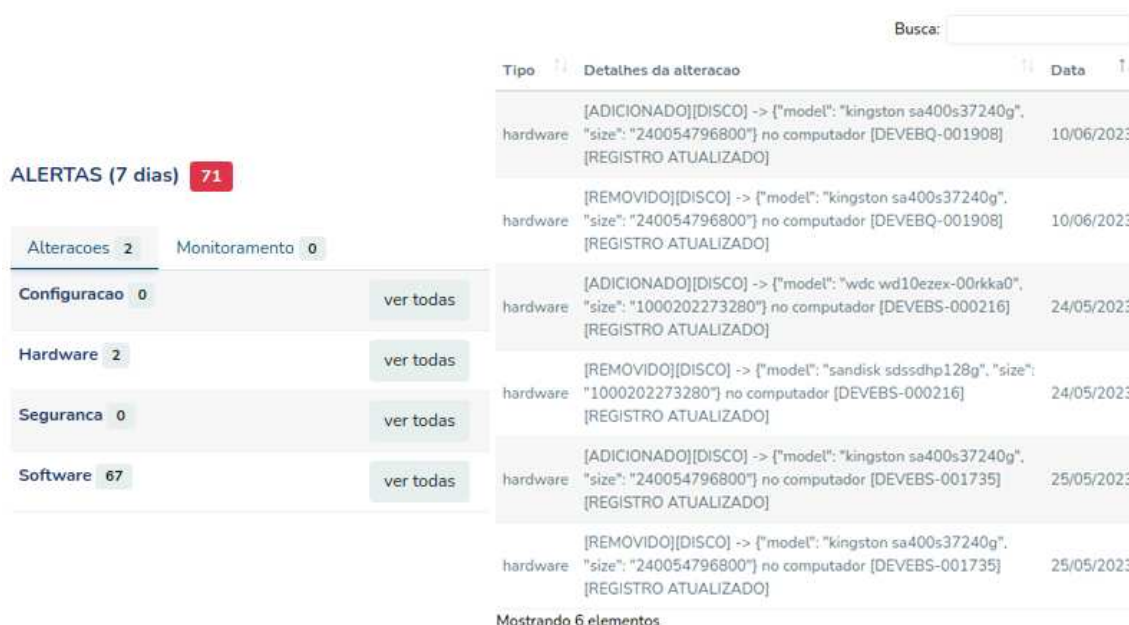 ALERTAS (7 dias) 71
Alteracoes 2 Monitoramento 0
Configuracao 0 ver todas
Hardware 2 ver todas
Seguranca 0 ver todas
Software 67 ver todas
Busca:
Tipo Detalhes da alteracao Data
[ADICIONADO][DISCO] -> {"model": "kingston sa400s37240g",
hardware "size": "240054796800"} no computador [DEVEBQ-001908] 10/06/2023
[REGISTRO ATUALIZADO]
[REMOVIDO][DISCO] -> {"model": "kingston sa400s37240g",
hardware "size": "240054796800"} no computador [DEVEBQ-001908] 10/06/2023
[REGISTRO ATUALIZADO]
[ADICIONADO][DISCO] -> {"model": "wdc wd10ezex-00rkka0",
hardware "size": "1000202273280"} no computador [DEVEBS-000216] 24/05/2023
[REGISTRO ATUALIZADO]
[REMOVIDO][DISCO] -> {"model": "sandisk sdssdhp128g", "size":
hardware "1000202273280"} no computador [DEVEBS-000216] 24/05/2023
[REGISTRO ATUALIZADO]
[ADICIONADO][DISCO] -> {"model": "kingston sa400s37240g",
hardware "size": "240054796800"} no computador [DEVEBS-001735] 25/05/2023
[REGISTRO ATUALIZADO]
[REMOVIDO][DISCO] -> {"model": "kingston sa400s37240g",
hardware "size": "240054796800"} no computador [DEVEBS-001735] 25/05/2023
[REGISTRO ATUALIZADO]
Mostrando 6 elementos